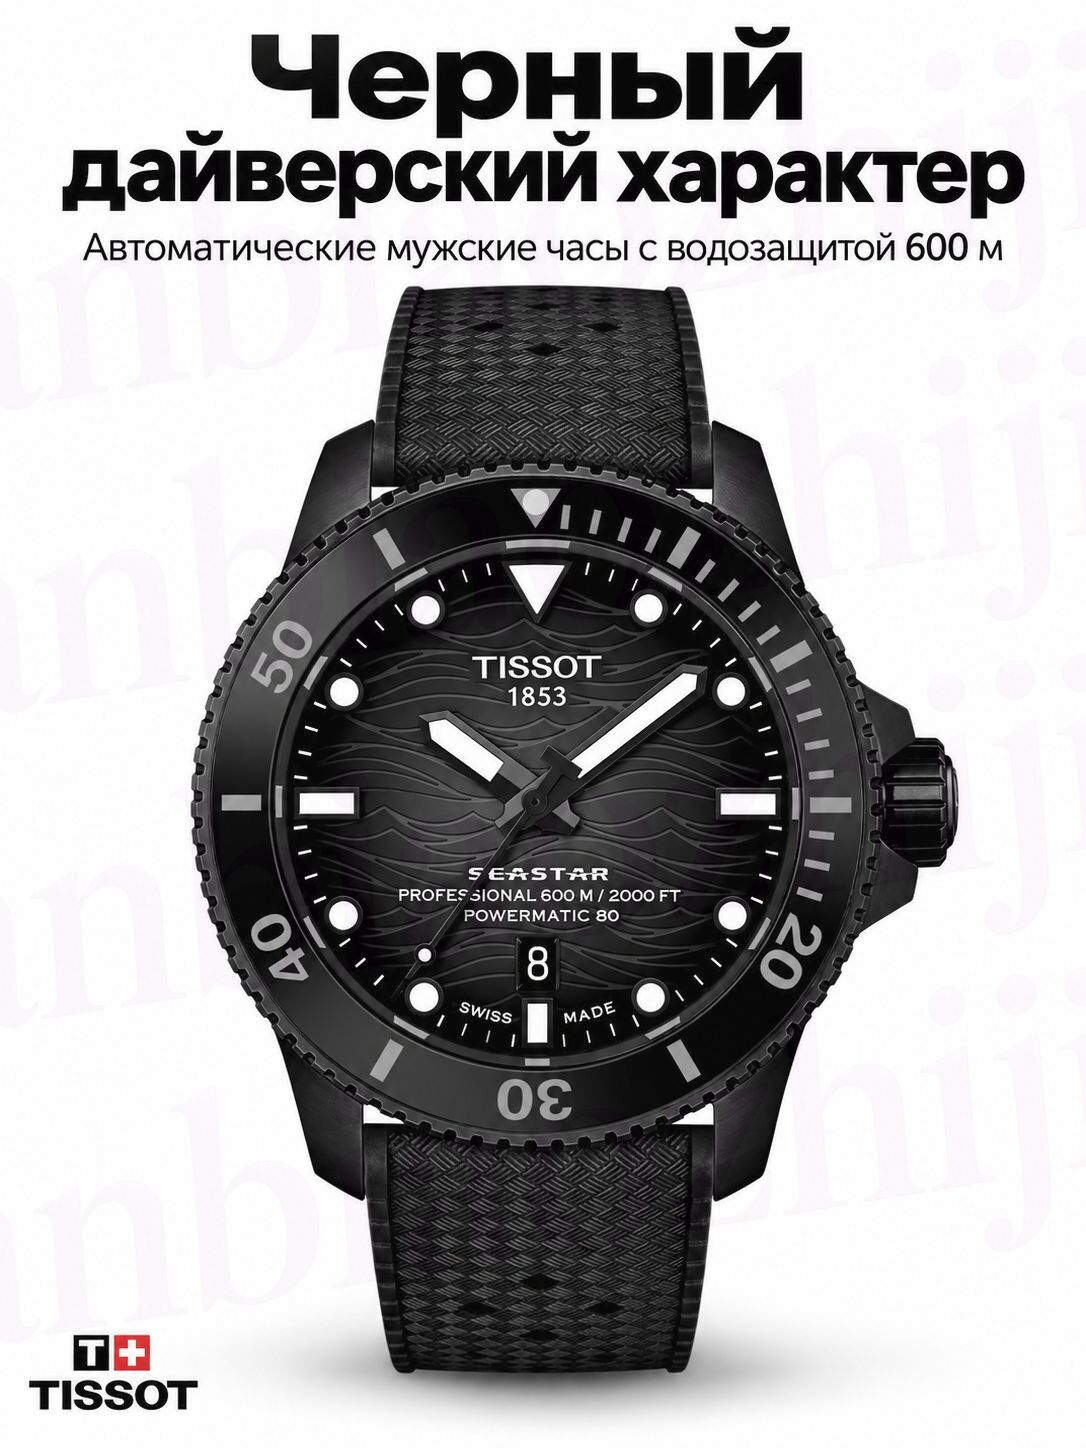 Черный
дайверский характер
Автоматические мужские часы с водозащитой 600 м
TISSOT
1853
SEASTAR
PROFESSIONAL 600 M / 2000 FT
POWERMATIC 80
8
SWISS MADE
50
40
30
20
T+
TISSOT